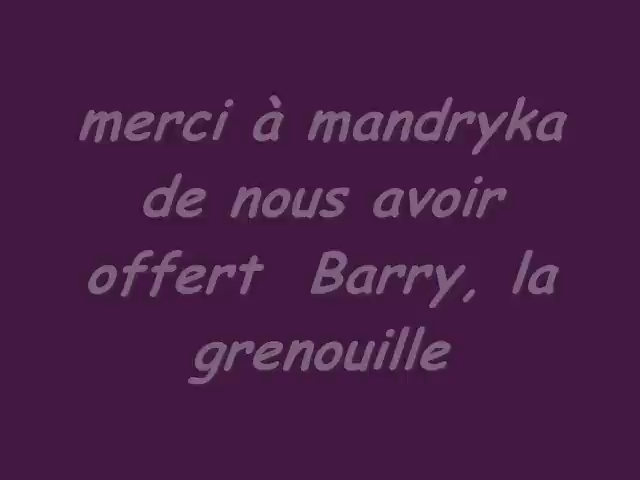 merci à mandryka
de nous avoir
offert Barry, la
grenouille